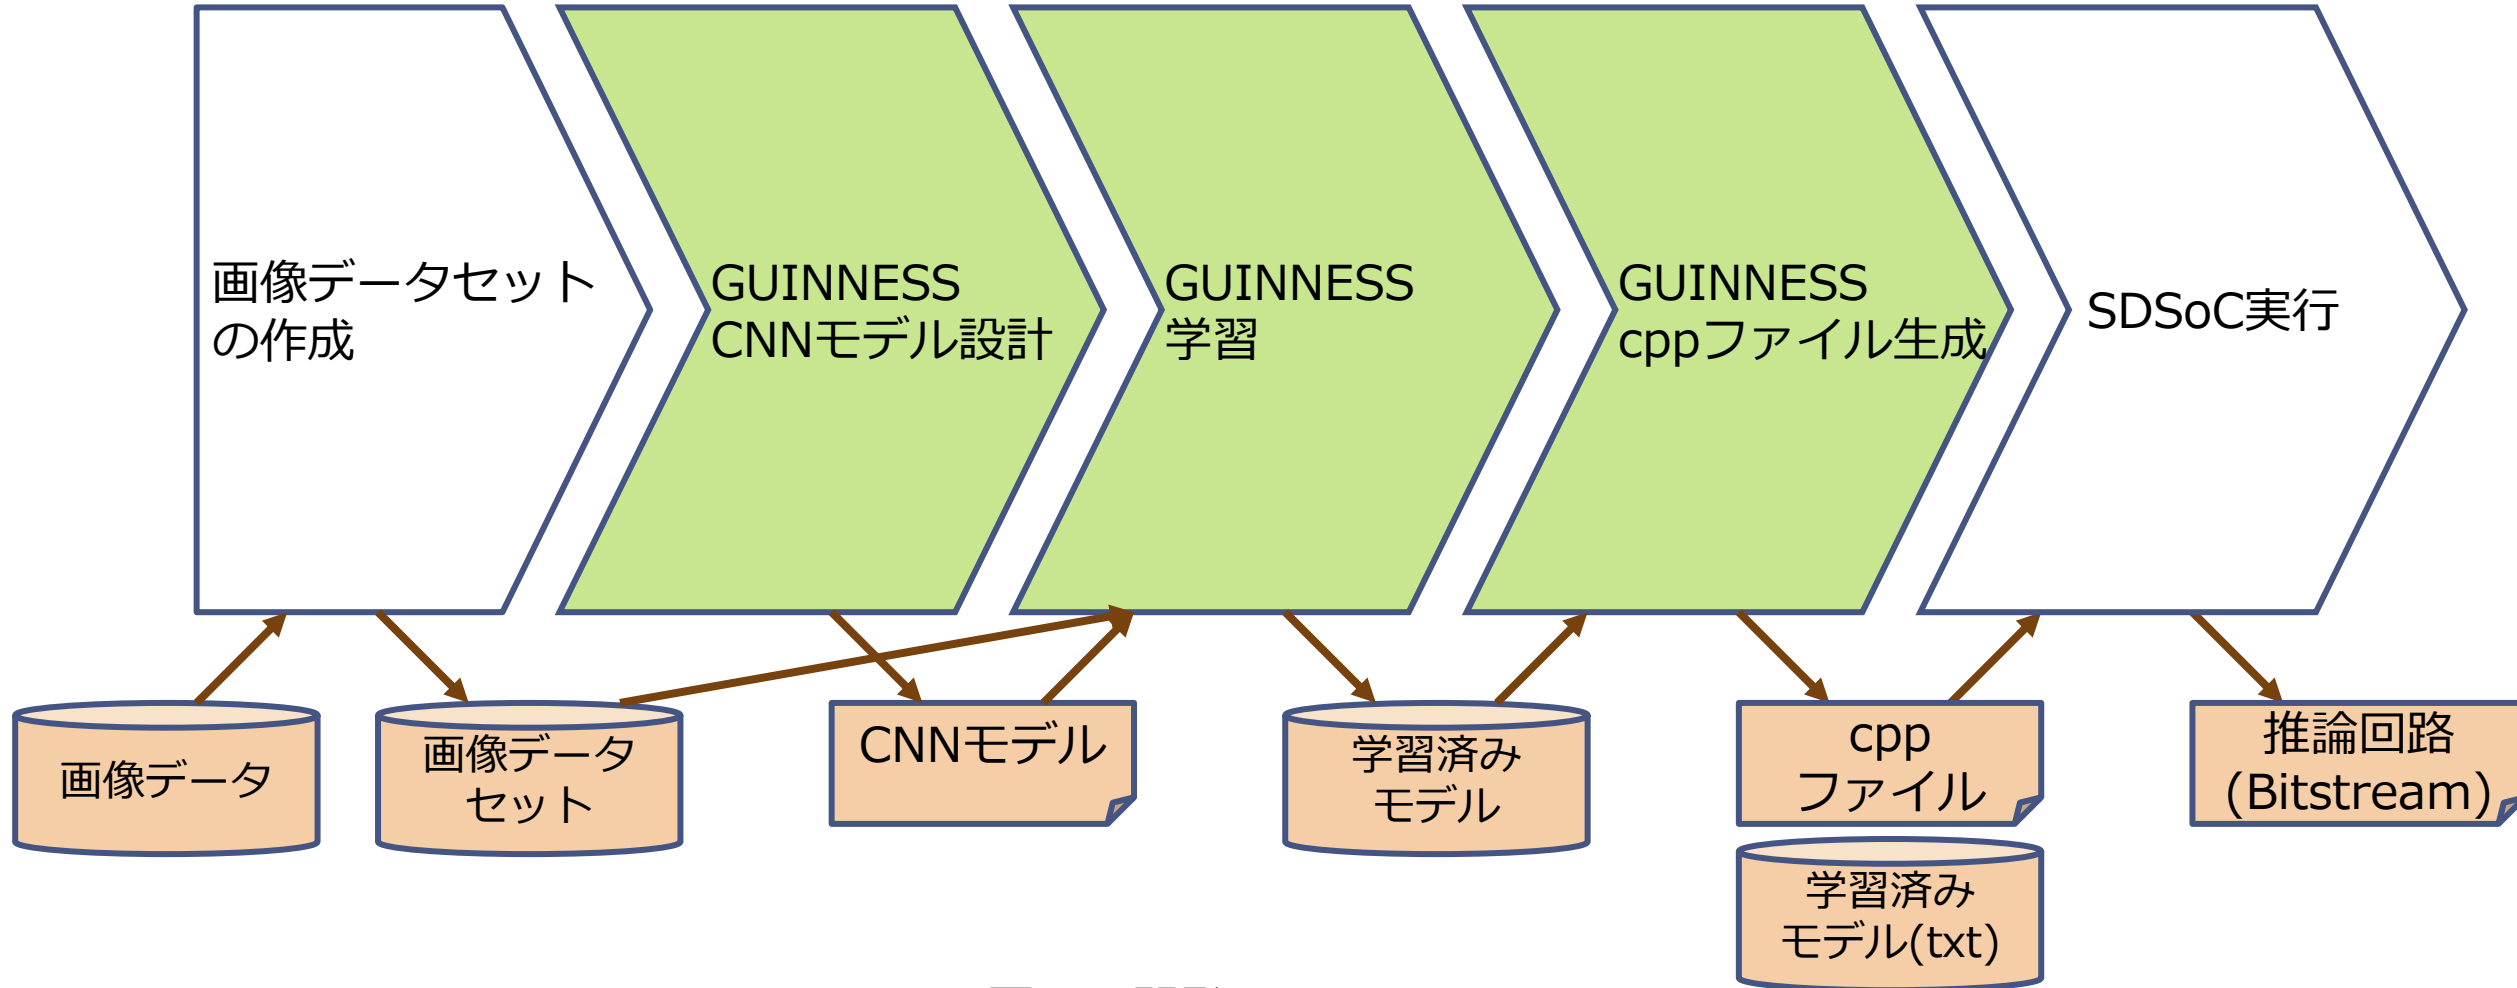 画像データセット
の作成
GUINNESS
CNNモデル設計
GUINNESS
学習
GUINNESS
cppファイル生成
SDSoC実行
画像データ
画像データ
セット
CNNモデル
学習済み
モデル
cpp
ファイル
推論回路
(Bitstream)
学習済み
モデル(txt)